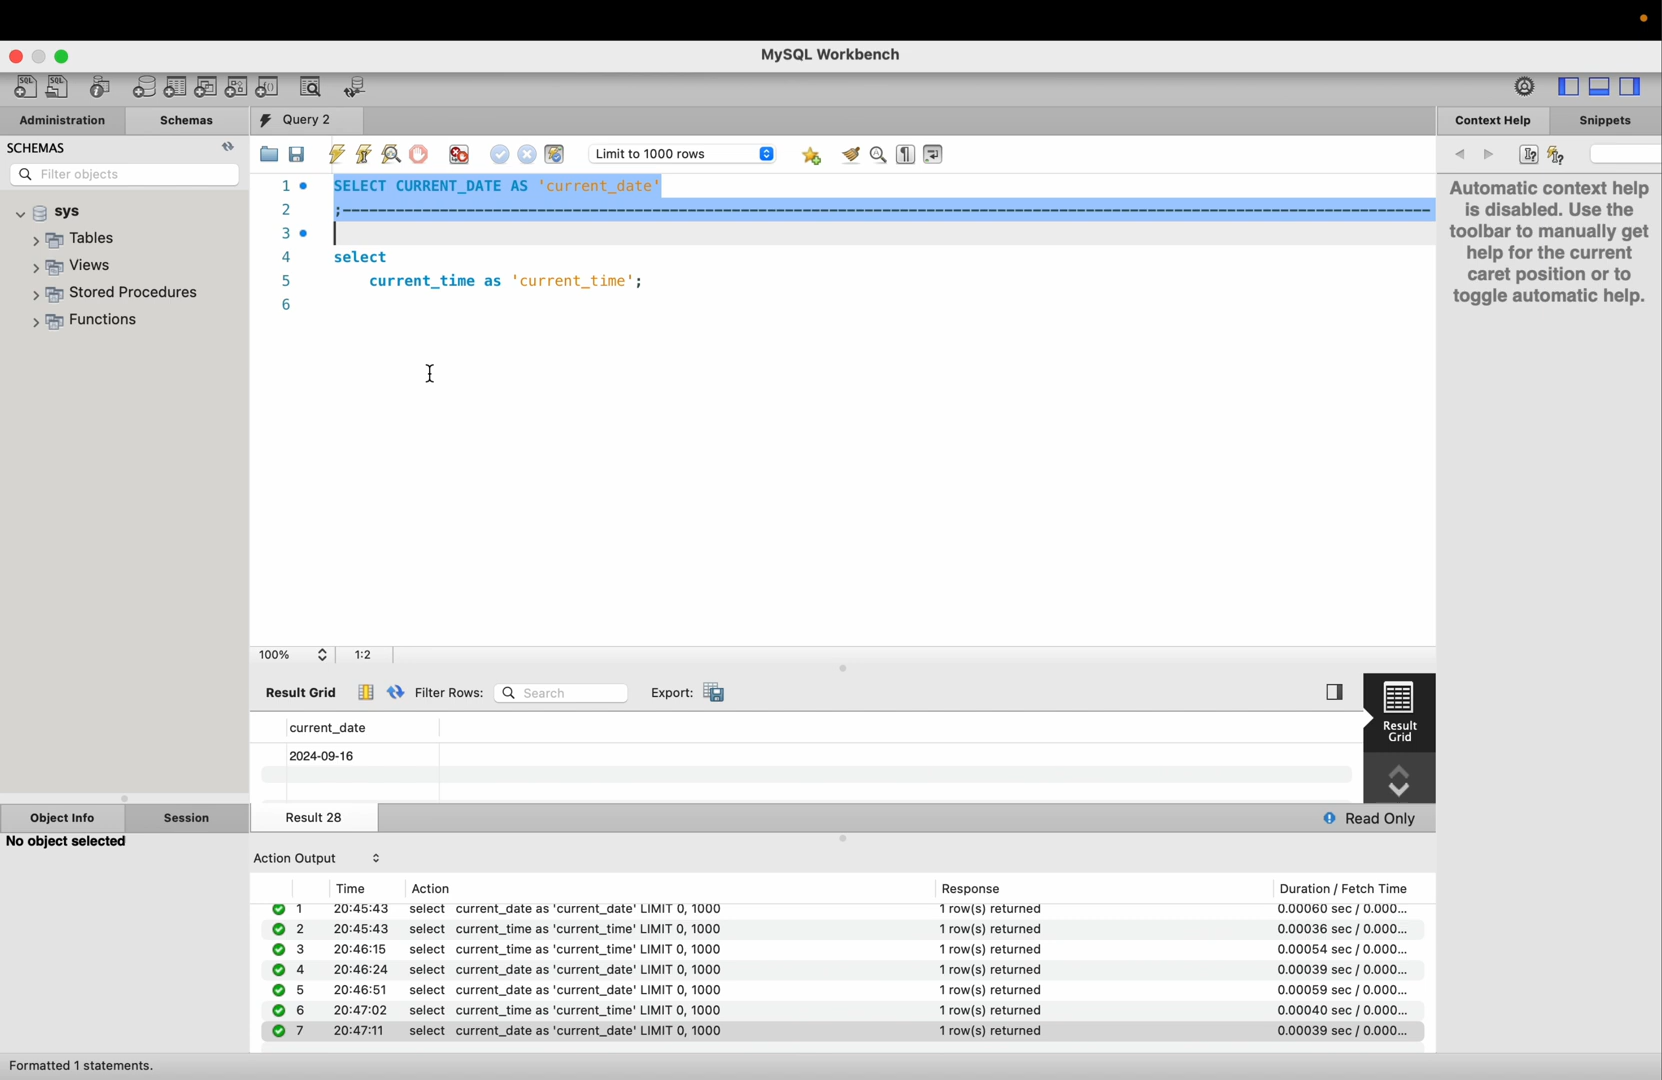 MySQL Workbench
Administration
Schemas
Query 2
Context Help
Snippets
SCHEMAS
Filter objects
sys
Tables
Views
Stored Procedures
Functions
Limit to 1000 rows
1 SELECT CURRENT_DATE AS 'current_date'
2 ;------------------------------------------------------------------------------------------------------------------------
3
4 select
5 current_time as 'current_time';
6
Automatic context help
is disabled. Use the
toolbar to manually get
help for the current
caret position or to
toggle automatic help.
100% 1:2
Result Grid Filter Rows: Search Export:
current_date
2024-09-16
Result
Grid
Object Info
Session
Result 28
Read Only
No object selected
Action Output
Time Action Response Duration / Fetch Time
1 20:45:43 select current_date as 'current_date' LIMIT 0, 1000 1 row(s) returned 0.00060 sec / 0.000...
2 20:45:43 select current_time as 'current_time' LIMIT 0, 1000 1 row(s) returned 0.00036 sec / 0.000...
3 20:46:15 select current_time as 'current_time' LIMIT 0, 1000 1 row(s) returned 0.00054 sec / 0.000...
4 20:46:24 select current_date as 'current_date' LIMIT 0, 1000 1 row(s) returned 0.00039 sec / 0.000...
5 20:46:51 select current_date as 'current_date' LIMIT 0, 1000 1 row(s) returned 0.00059 sec / 0.000...
6 20:47:02 select current_time as 'current_time' LIMIT 0, 1000 1 row(s) returned 0.00040 sec / 0.000...
7 20:47:11 select current_date as 'current_date' LIMIT 0, 1000 1 row(s) returned 0.00039 sec / 0.000...
Formatted 1 statements.